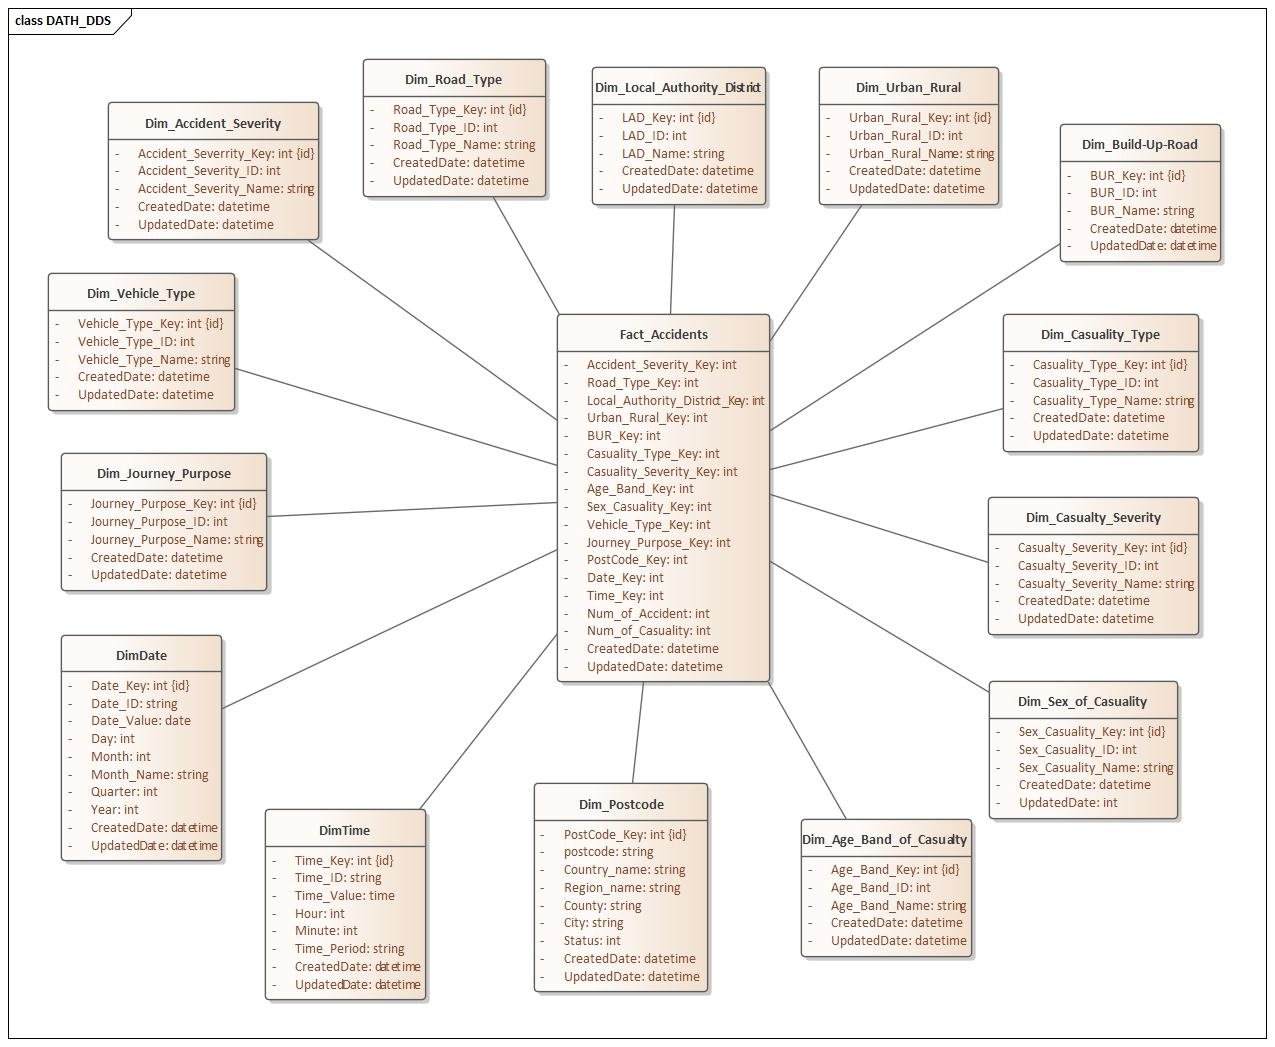 class DATH_DDS
Dim_Road_Type
- Road_Type_Key: int {id}
- Road_Type_ID: int
- Road_Type_Name: string
- CreatedDate: datetime
- UpdatedDate: datetime
Dim_Local_Authority_District
- LAD_Key: int {id}
- LAD_ID: int
- LAD_Name: string
- CreatedDate: datetime
- UpdatedDate: datetime
Dim_Urban_Rural
- Urban_Rural_Key: int {id}
- Urban_Rural_ID: int
- Urban_Rural_Name: string
- CreatedDate: datetime
- UpdatedDate: datetime
Dim_Accident_Severity
- Accident_Severrity_Key: int {id}
- Accident_Severity_ID: int
- Accident_Severity_Name: string
- CreatedDate: datetime
- UpdatedDate: datetime
Dim_Build-Up-Road
- BUR_Key: int {id}
- BUR_ID: int
- BUR_Name: string
- CreatedDate: datetime
- UpdatedDate: datetime
Dim_Vehicle_Type
- Vehicle_Type_Key: int {id}
- Vehicle_Type_ID: int
- Vehicle_Type_Name: string
- CreatedDate: datetime
- UpdatedDate: datetime
Fact_Accidents
- Accident_Severity_Key: int
- Road_Type_Key: int
- Local_Authority_District_Key: int
- Urban_Rural_Key: int
- BUR_Key: int
- Casuality_Type_Key: int
- Casuality_Severity_Key: int
- Age_Band_Key: int
- Sex_Casuality_Key: int
- Vehicle_Type_Key: int
- Journey_Purpose_Key: int
- PostCode_Key: int
- Date_Key: int
- Time_Key: int
- Num_of_Accident: int
- Num_of_Casuality: int
- CreatedDate: datetime
- UpdatedDate: datetime
Dim_Casuality_Type
- Casuality_Type_Key: int {id}
- Casuality_Type_ID: int
- Casuality_Type_Name: string
- CreatedDate: datetime
- UpdatedDate: datetime
Dim_Journey_Purpose
- Journey_Purpose_Key: int {id}
- Journey_Purpose_ID: int
- Journey_Purpose_Name: string
- CreatedDate: datetime
- UpdatedDate: datetime
Dim_Casualty_Severity
- Casualty_Severity_Key: int {id}
- Casualty_Severity_ID: int
- Casualty_Severity_Name: string
- CreatedDate: datetime
- UpdatedDate: datetime
DimDate
- Date_Key: int {id}
- Date_ID: string
- Date_Value: date
- Day: int
- Month: int
- Month_Name: string
- Quarter: int
- Year: int
- CreatedDate: datetime
- UpdatedDate: datetime
Dim_Sex_of_Casuality
- Sex_Casuality_Key: int {id}
- Sex_Casuality_ID: int
- Sex_Casuality_Name: string
- CreatedDate: datetime
- UpdatedDate: int
DimTime
- Time_Key: int {id}
- Time_ID: string
- Time_Value: time
- Hour: int
- Minute: int
- Time_Period: string
- CreatedDate: datetime
- UpdatedDate: datetime
Dim_Postcode
- PostCode_Key: int {id}
- postcode: string
- Country_name: string
- Region_name: string
- County: string
- City: string
- Status: int
- CreatedDate: datetime
- UpdatedDate: datetime
Dim_Age_Band_of_Casualty
- Age_Band_Key: int {id}
- Age_Band_ID: int
- Age_Band_Name: string
- CreatedDate: datetime
- UpdatedDate: datetime